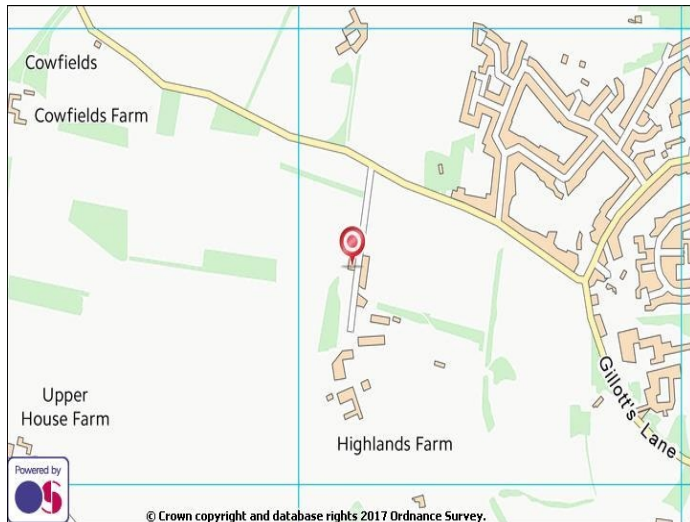 Cowfields
Cowfields Farm
Gillott's Lane
Upper
House Farm
Highlands Farm
Powered by
OS
© Crown copyright and database rights 2017 Ordnance Survey.